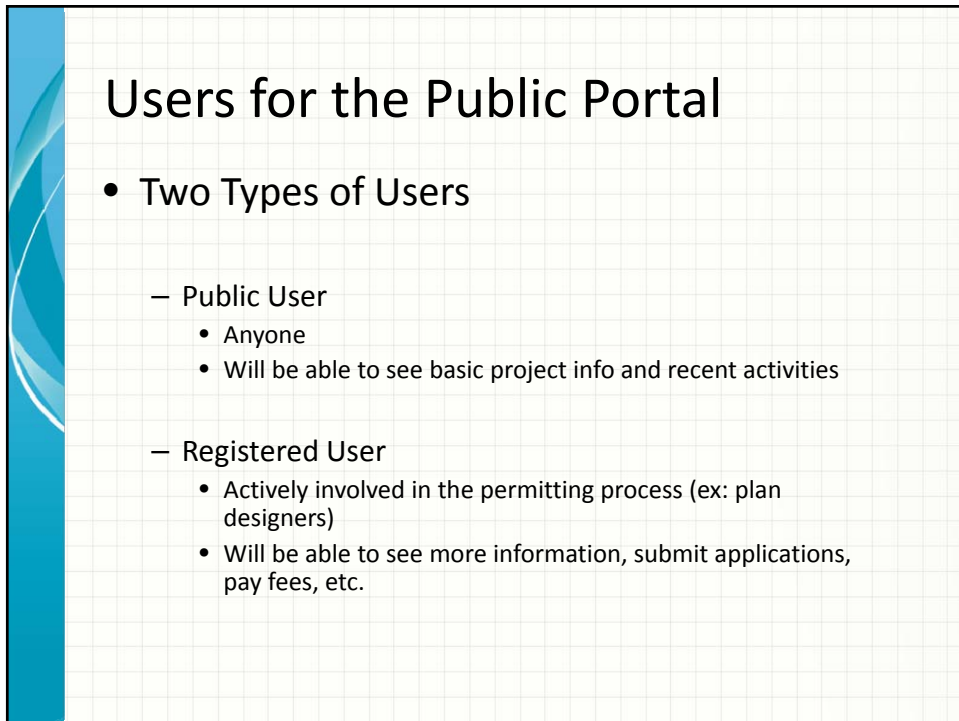 Users for the Public Portal
• Two Types of Users
– Public User
• Anyone
• Will be able to see basic project info and recent activities
– Registered User
• Actively involved in the permitting process (ex: plan
designers)
• Will be able to see more information, submit applications,
pay fees, etc.